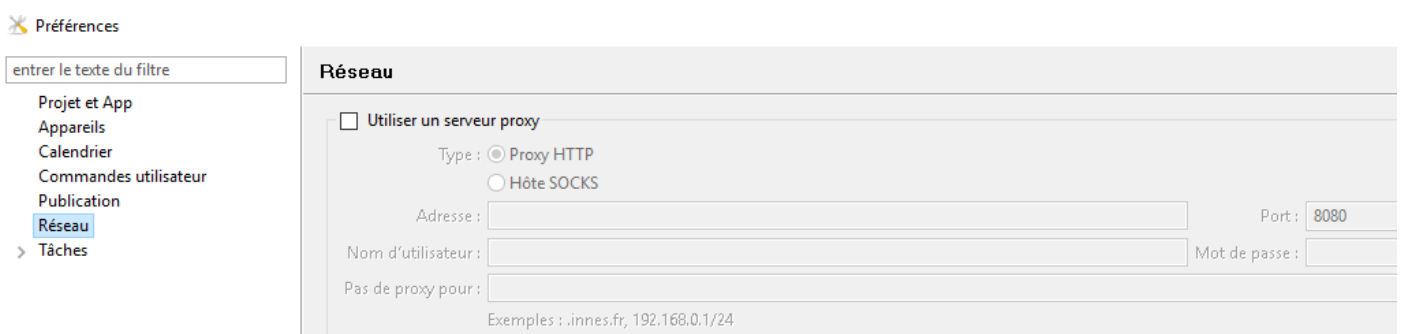 Préférences
entrer le texte du filtre
Projet et App
Appareils
Calendrier
Commandes utilisateur
Publication
Réseau
Tâches
Réseau
Utiliser un serveur proxy
Type : Proxy HTTP
Hôte SOCKS
Adresse : Port : 8080
Nom d'utilisateur : Mot de passe :
Pas de proxy pour :
Exemples : .innes.fr, 192.168.0.1/24